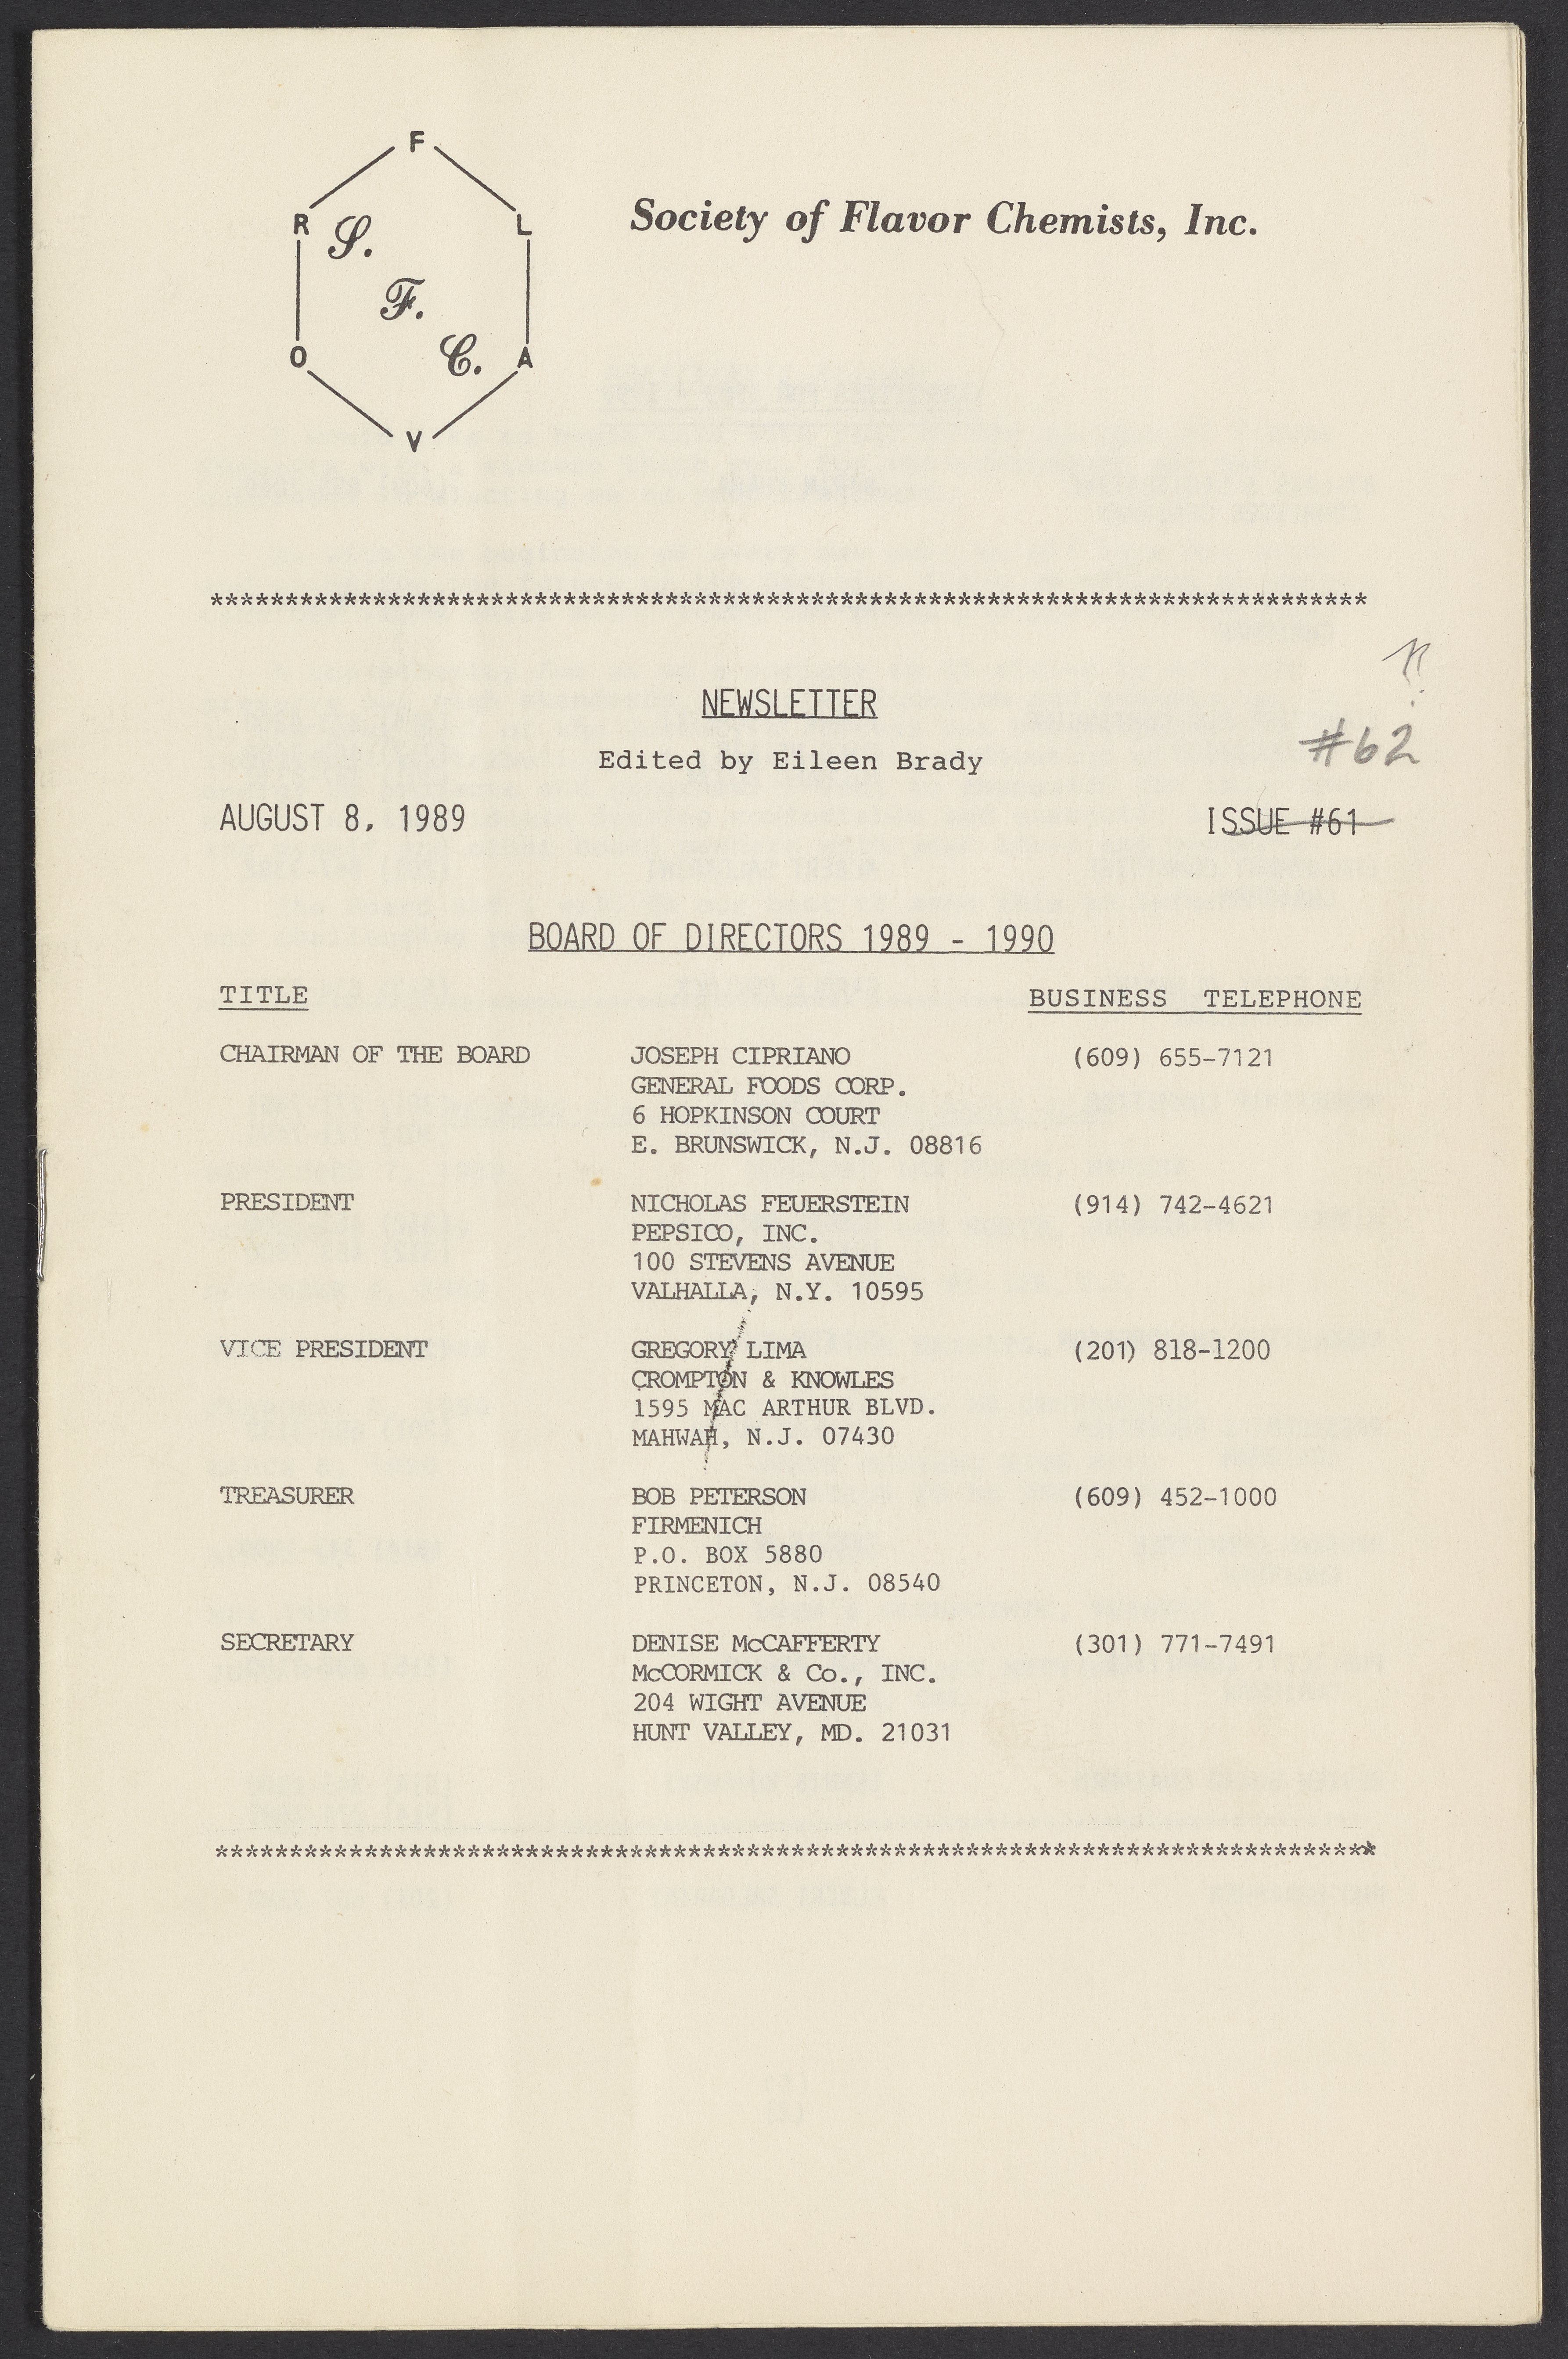 F
R L
S.
F.
C.
O A
V
Society of Flavor Chemists, Inc.
*******************************************************************************
NEWSLETTER
#62
Edited by Eileen Brady
AUGUST 8, 1989 ISSUE #61
BOARD OF DIRECTORS 1989 - 1990
TITLE BUSINESS TELEPHONE
CHAIRMAN OF THE BOARD JOSEPH CIPRIANO (609) 655-7121
GENERAL FOODS CORP.
6 HOPKINSON COURT
E. BRUNSWICK, N.J. 08816
PRESIDENT NICHOLAS FEUERSTEIN (914) 742-4621
PEPSICO, INC.
100 STEVENS AVENUE
VALHALLA, N.Y. 10595
VICE PRESIDENT GREGORY LIMA (201) 818-1200
CROMPTON & KNOWLES
1595 MAC ARTHUR BLVD.
MAHWAH, N.J. 07430
TREASURER BOB PETERSON (609) 452-1000
FIRMENICH
P.O. BOX 5880
PRINCETON, N.J. 08540
SECRETARY DENISE McCAFFERTY (301) 771-7491
McCORMICK & Co., INC.
204 WIGHT AVENUE
HUNT VALLEY, MD. 21031
*******************************************************************************